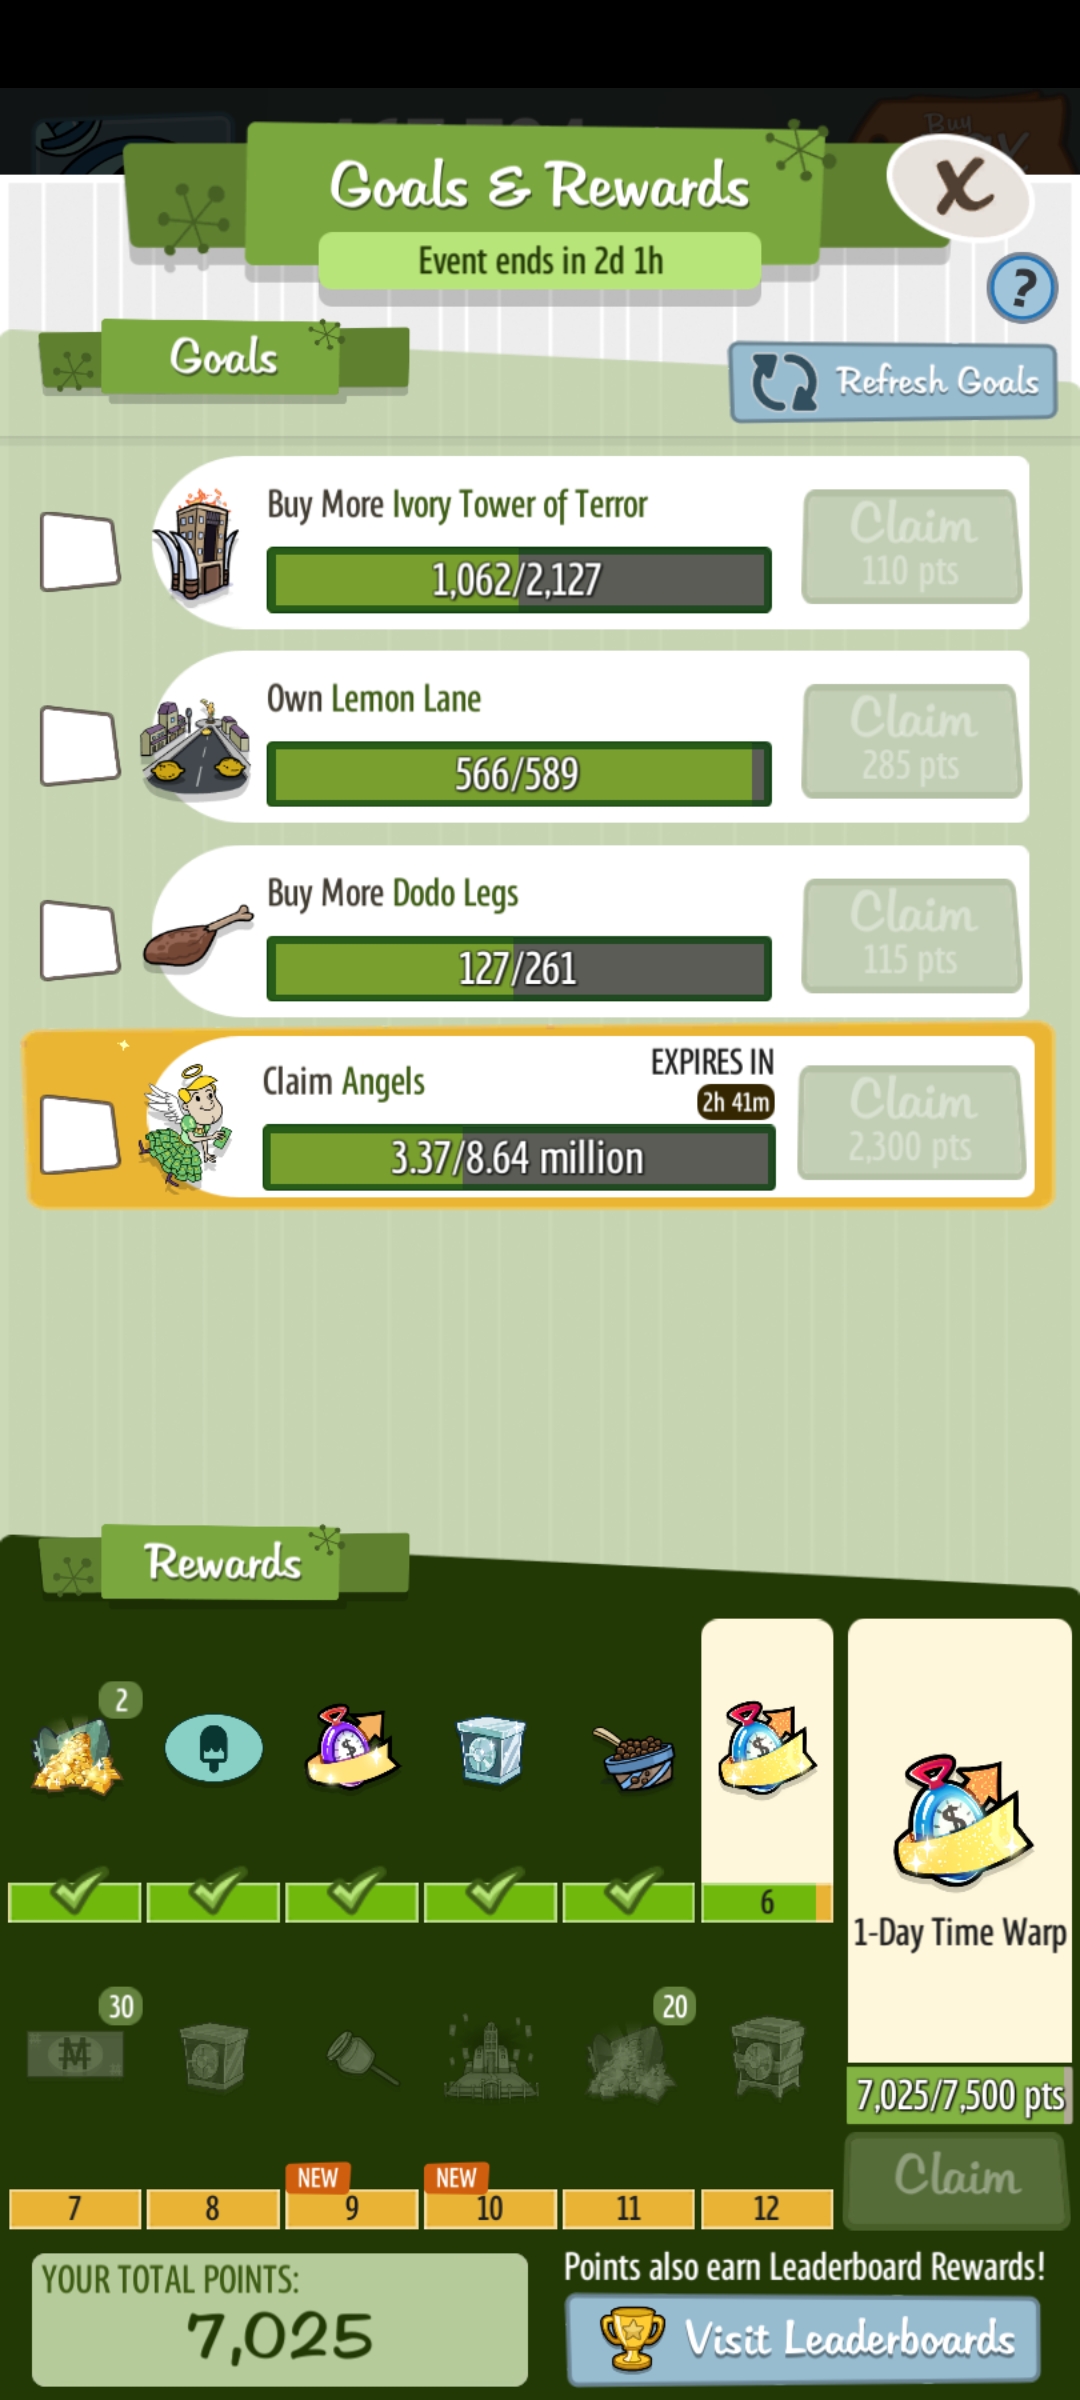 Buy
Goals & Rewards
X
Event ends in 2d 1h
?
Goals
Refresh Goals
Buy More Ivory Tower of Terror
1,062/2,127
Claim
110 pts
Own Lemon Lane
566/589
Claim
285 pts
Buy More Dodo Legs
127/261
Claim
115 pts
Claim Angels
EXPIRES IN
2h 41m
3.37/8.64 million
Claim
2,300 pts
Rewards
2
6
1-Day Time Warp
30
20
7,025/7,500 pts
NEW
NEW
7
8
9
10
11
12
Claim
YOUR TOTAL POINTS:
7,025
Points also earn Leaderboard Rewards!
Visit Leaderboards